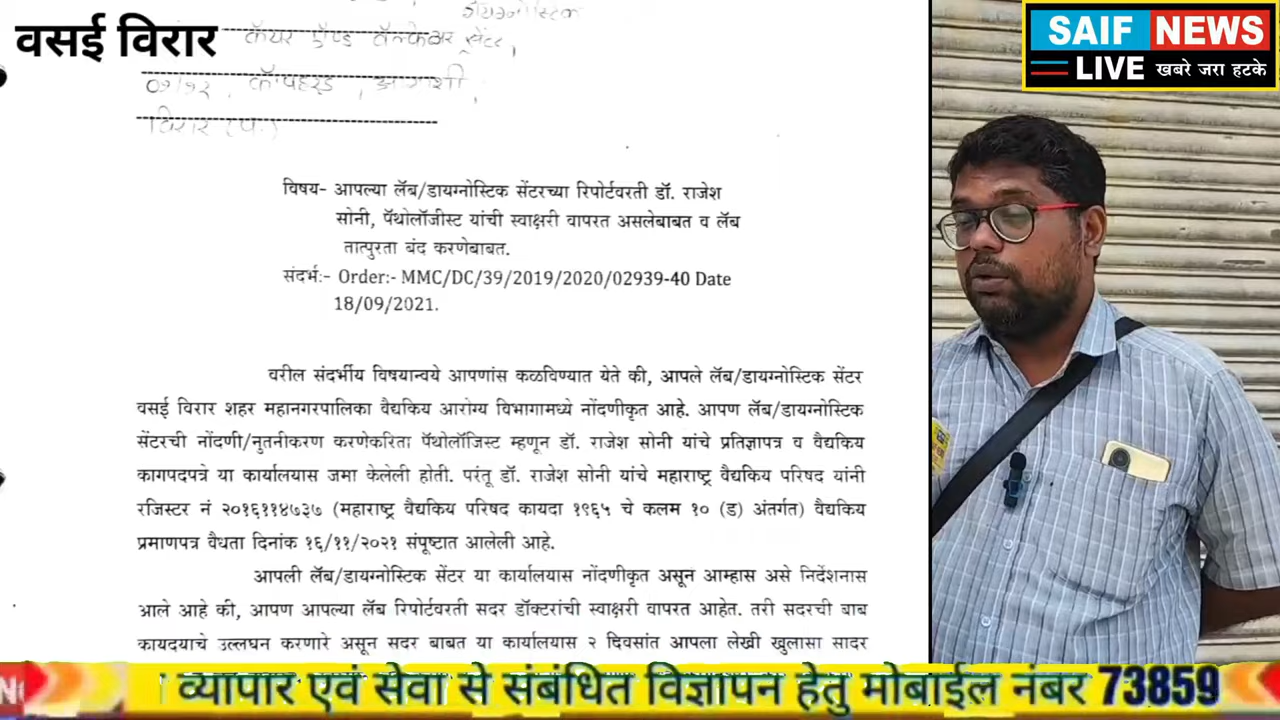 वसई विरार
SAIF NEWS
LIVE खबरे जरा हटके
विरार (प.)
विषय- आपल्या लॅब/डायग्नोस्टिक सेंटरच्या रिपोर्टवरती डॉ. राजेश
सोनी, पॅथोलॉजीस्ट यांची स्वाक्षरी वापरत असलेबाबत व लॅब
तात्पुरता बंद करणेबाबत.
संदर्भ:- Order:- MMC/DC/39/2019/2020/02939-40 Date
18/09/2021.
वरील संदर्भीय विषयान्वये आपणांस कळविण्यात येते की, आपले लॅब/डायग्नोस्टिक सेंटर
वसई विरार शहर महानगरपालिका वैद्यकिय आरोग्य विभागामध्ये नोंदणीकृत आहे. आपण लॅब/डायग्नोस्टिक
सेंटरची नोंदणी/नुतनीकरण करणेकरिता पॅथोलॉजिस्ट म्हणून डॉ. राजेश सोनी यांचे प्रतिज्ञापत्र व वैद्यकिय
कागपदपत्रे या कार्यालयास जमा केलेली होती. परंतू डॉ. राजेश सोनी यांचे महाराष्ट्र वैद्यकिय परिषद यांनी
रजिस्टर नं २०१६११४७३७ (महाराष्ट्र वैद्यकिय परिषद कायदा १९६५ चे कलम १० (ड) अंतर्गत) वैद्यकिय
प्रमाणपत्र वैधता दिनांक १६/११/२०२१ संपूष्टात आलेली आहे.
आपली लॅब/डायग्नोस्टिक सेंटर या कार्यालयास नोंदणीकृत असून आम्हास असे निर्देशनास
आले आहे की, आपण आपल्या लॅब रिपोर्टवरती सदर डॉक्टरांची स्वाक्षरी वापरत आहेत. तरी सदरची बाब
कायदयाचे उल्लघन करणारे असून सदर बाबत या कार्यालयास २ दिवसांत आपला लेखी खुलासा सादर
व्यापार एवं सेवा से संबंधित विज्ञापन हेतु मोबाईल नंबर 73859